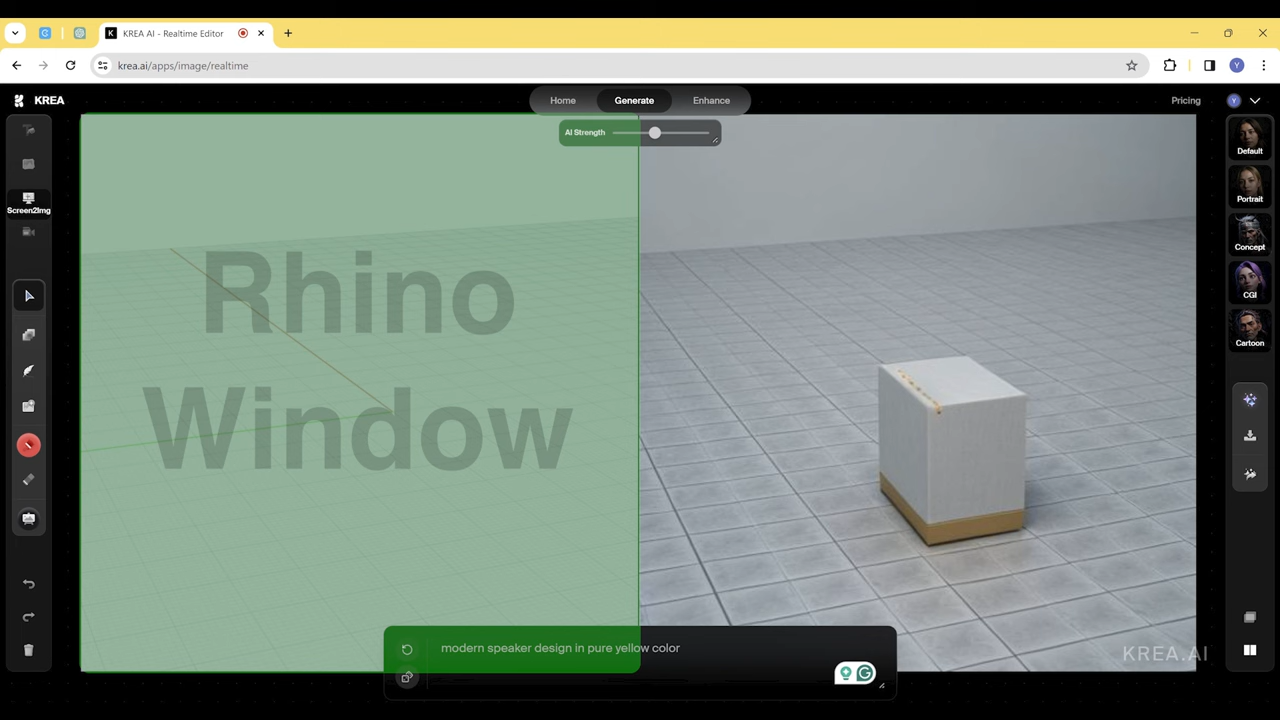 KREA AI - Realtime Editor
krea.ai/apps/image/realtime
Y
KREA
Home
Generate
Enhance
Pricing
Y
AI Strength
Screen2Img
Rhino
Window
Default
Portrait
Concept
CGI
Cartoon
modern speaker design in pure yellow color
KREA.AI